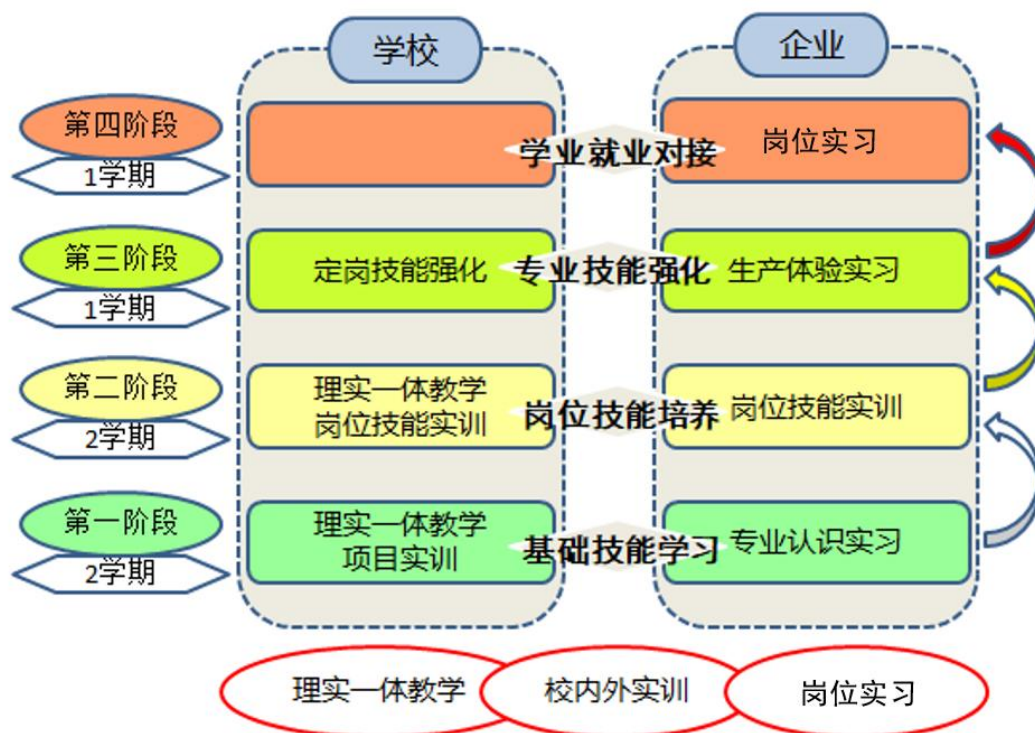 学校
企业
第四阶段
1学期
学业就业对接
岗位实习
第三阶段
1学期
定岗技能强化
专业技能强化
生产体验实习
第二阶段
2学期
理实一体教学
岗位技能实训
岗位技能培养
岗位技能实训
第一阶段
2学期
理实一体教学
项目实训
基础技能学习
专业认识实习
理实一体教学
校内外实训
岗位实习